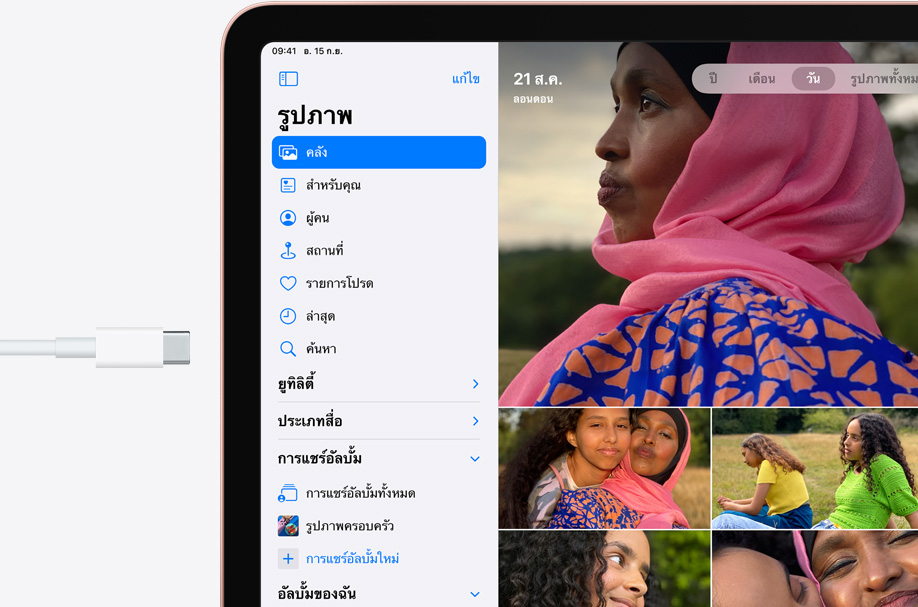 09:41 อ. 15 ก.ย.
แก้ไข
รูปภาพ
คลัง
สำหรับคุณ
ผู้คน
สถานที่
รายการโปรด
ล่าสุด
ค้นหา
ยูทิลิตี้
ประเภทสื่อ
การแชร์อัลบั้ม
การแชร์อัลบั้มทั้งหมด
รูปภาพครอบครัว
การแชร์อัลบั้มใหม่
อัลบั้มของฉัน
21 ส.ค.
ลอนดอน
ปี เดือน วัน รูปภาพทั้งหม